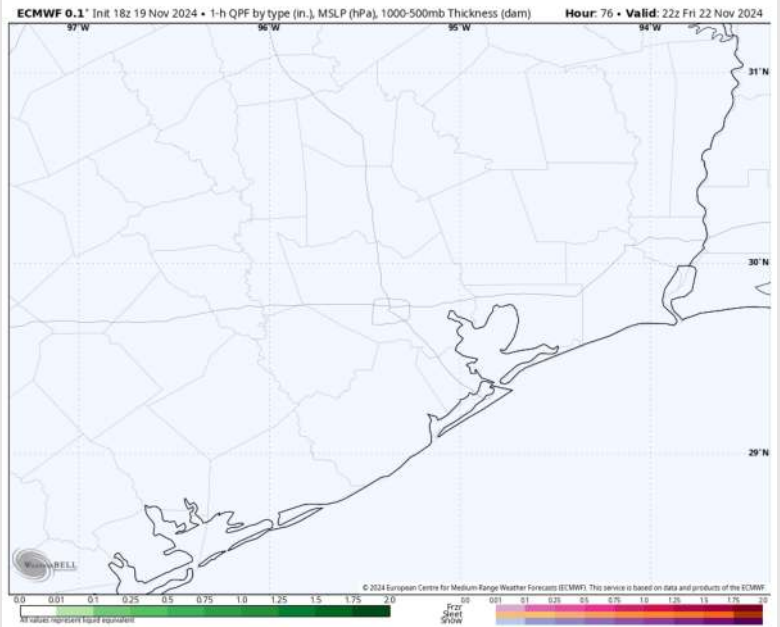 ECMWF 0.1° Init 18z 19 Nov 2024 • 1-h QPF by type (in.), MSLP (hPa), 1000-500mb Thickness (dam) Hour: 76 • Valid: 22z Fri 22 Nov 2024
97°W 96°W 95°W 94°W
31°N
30°N
29°N
WeatherBELL
© 2024 European Centre for Medium-Range Weather Forecasts (ECMWF). This service is based on data and products of the ECMWF
0.0 0.01 0.1 0.25 0.50 0.75 1.0 1.25 1.5 1.75 2.0
All values represent liquid equivalent
0.0 0.01 0.1 0.25 0.5 0.75 1.0 1.25 1.5 1.75 2.0
Frzr
Sleet
Snow